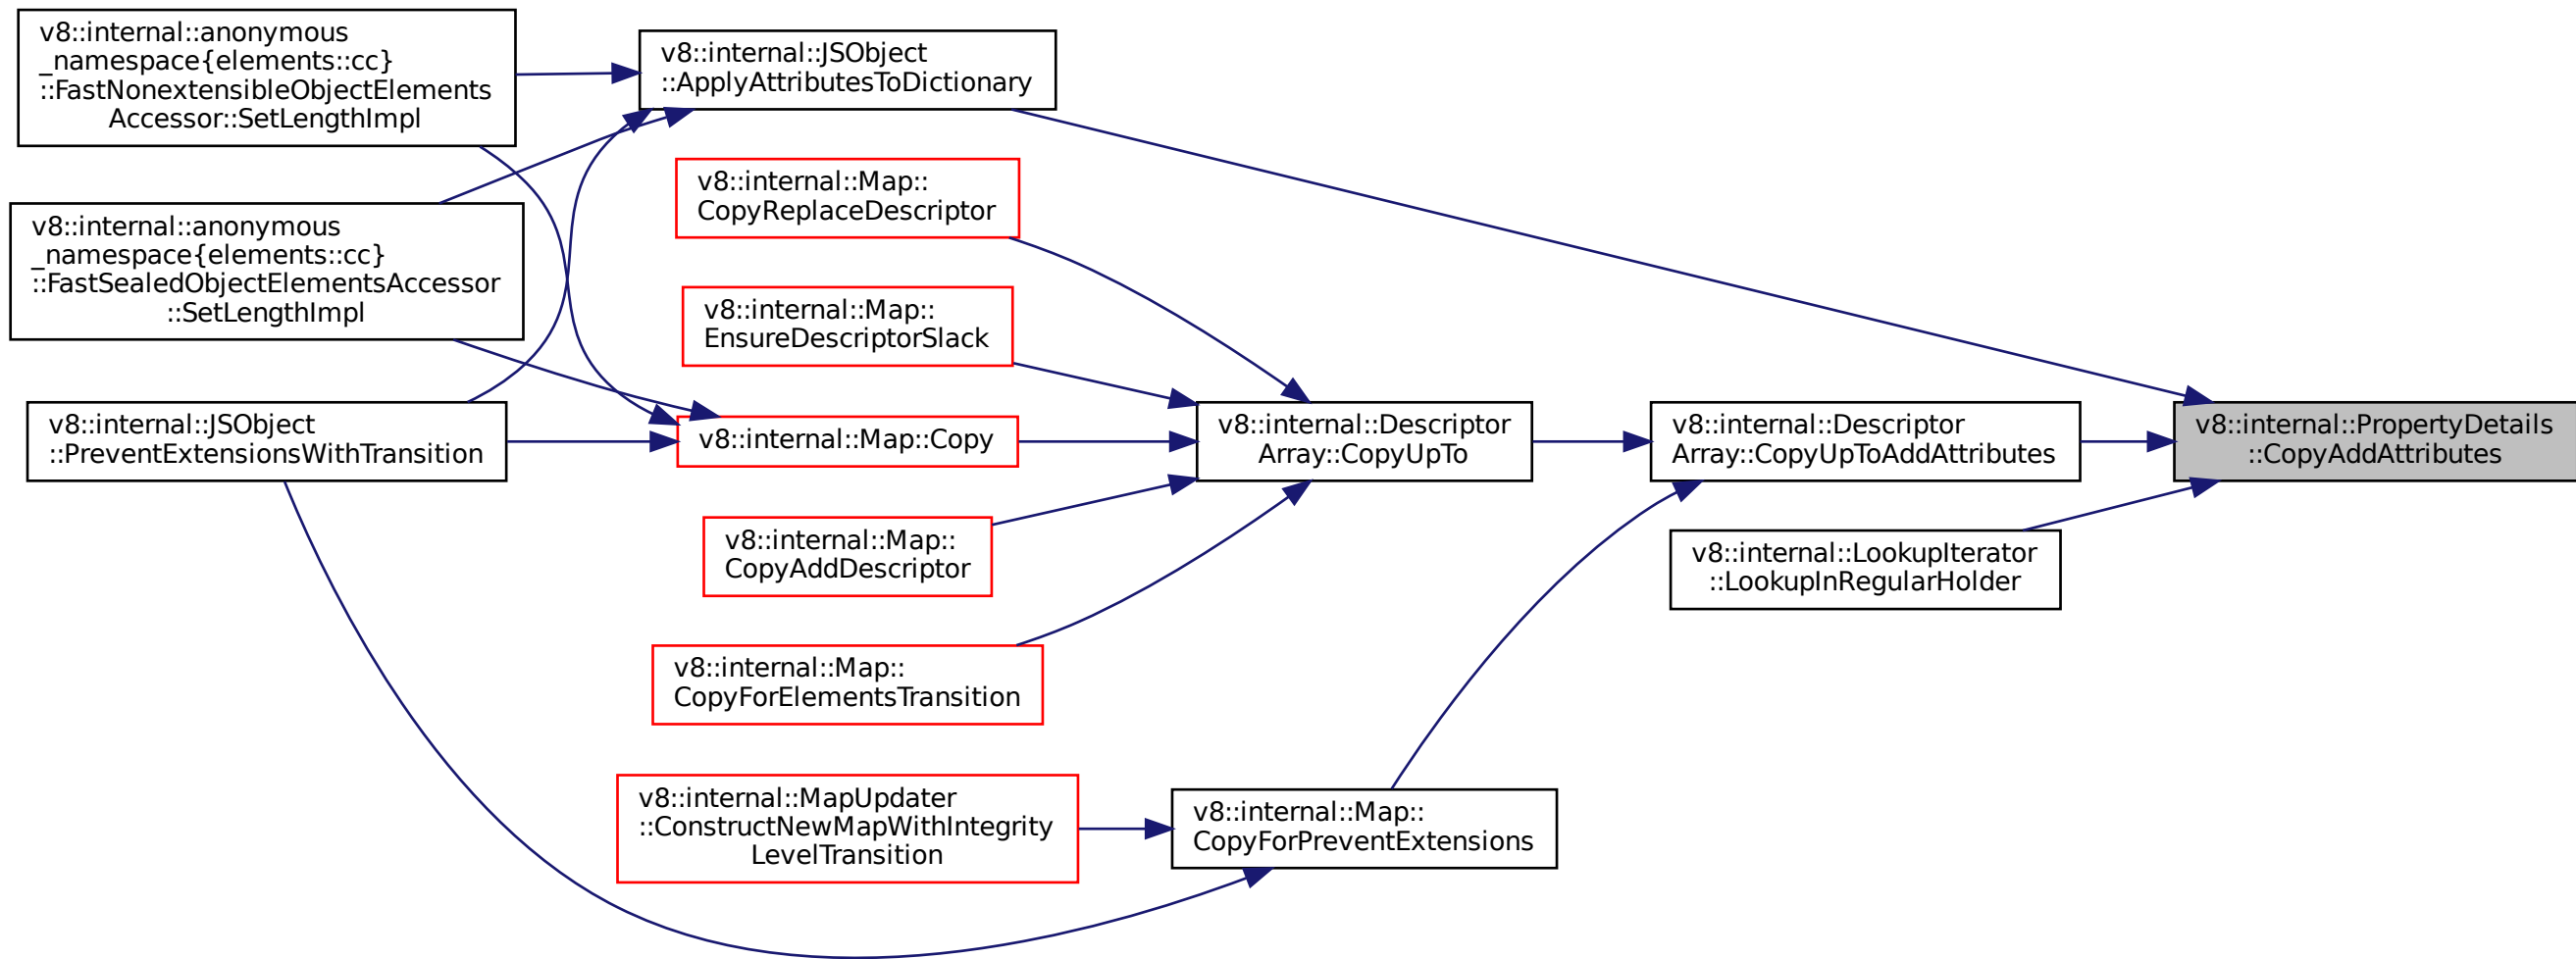 v8::internal::anonymous
_namespace{elements::cc}
::FastNonextensibleObjectElements
Accessor::SetLengthImpl
v8::internal::anonymous
_namespace{elements::cc}
::FastSealedObjectElementsAccessor
::SetLengthImpl
v8::internal::JSObject
::PreventExtensionsWithTransition
v8::internal::JSObject
::ApplyAttributesToDictionary
v8::internal::Map::
CopyReplaceDescriptor
v8::internal::Map::
EnsureDescriptorSlack
v8::internal::Map::Copy
v8::internal::Map::
CopyAddDescriptor
v8::internal::Map::
CopyForElementsTransition
v8::internal::MapUpdater
::ConstructNewMapWithIntegrity
LevelTransition
v8::internal::Descriptor
Array::CopyUpTo
v8::internal::Map::
CopyForPreventExtensions
v8::internal::Descriptor
Array::CopyUpToAddAttributes
v8::internal::LookupIterator
::LookupInRegularHolder
v8::internal::PropertyDetails
::CopyAddAttributes